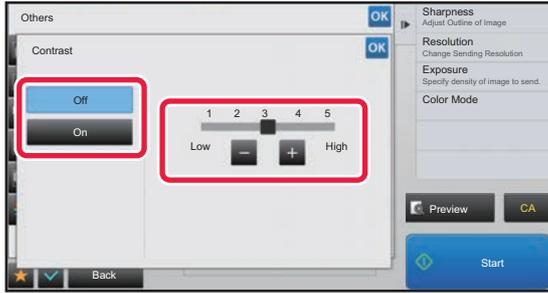 Others
OK
Contrast
OK
Off
On
1 2 3 4 5
Low
−
+
High
Back
Sharpness
Adjust Outline of Image
Resolution
Change Sending Resolution
Exposure
Specify density of image to send.
Color Mode
Preview
CA
Start